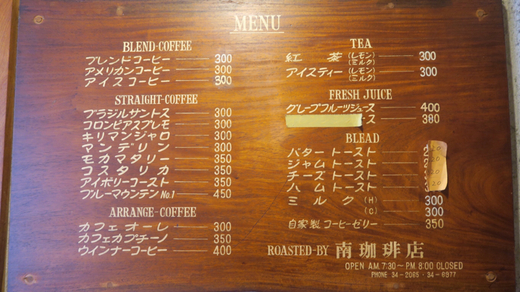 MENU
BLEND·COFFEE
ブレンドコーヒー 300
アメリカンコーヒー 300
アイスコーヒー 300
STRAIGHT·COFFEE
ブラジルサントス 300
コロンビアスプレモ 300
キリマンジャロ 300
マンデリン 300
モカマタリー 350
コスタリカ 350
アイボリーコースト 350
ブルーマウンテン No.1 450
ARRANGE·COFFEE
カフェオーレ 300
カフェカプチーノ 350
ウインナーコーヒー 400
TEA
紅茶 (レモン ミルク) 300
アイスティー (レモン ミルク) 300
FRESH JUICE
グレープフルーツジュース 400
ース 380
BLEAD
バタートースト
ジャムトースト
チーズトースト
ハムトースト
ミルク (H) 300
(C) 300
自家製コーヒーゼリー 350
ROASTED·BY 南珈琲店
OPEN AM.7:30~PM.8:00 CLOSED
PHONE 34-2065·34-6977